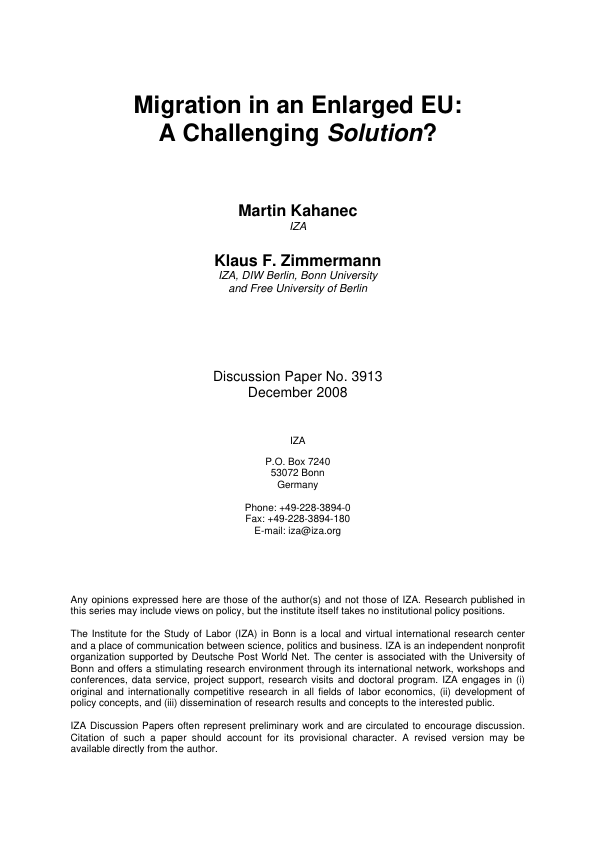 Migration in an Enlarged EU:
A Challenging Solution?
Martin Kahanec
IZA
Klaus F. Zimmermann
IZA, DIW Berlin, Bonn University
and Free University of Berlin
Discussion Paper No. 3913
December 2008
IZA
P.O. Box 7240
53072 Bonn
Germany
Phone: +49-228-3894-0
Fax: +49-228-3894-180
E-mail: iza@iza.org
Any opinions expressed here are those of the author(s) and not those of IZA. Research published in
this series may include views on policy, but the institute itself takes no institutional policy positions.
The Institute for the Study of Labor (IZA) in Bonn is a local and virtual international research center
and a place of communication between science, politics and business. IZA is an independent nonprofit
organization supported by Deutsche Post World Net. The center is associated with the University of
Bonn and offers a stimulating research environment through its international network, workshops and
conferences, data service, project support, research visits and doctoral program. IZA engages in (i)
original and internationally competitive research in all fields of labor economics, (ii) development of
policy concepts, and (iii) dissemination of research results and concepts to the interested public.
IZA Discussion Papers often represent preliminary work and are circulated to encourage discussion.
Citation of such a paper should account for its provisional character. A revised version may be
available directly from the author.